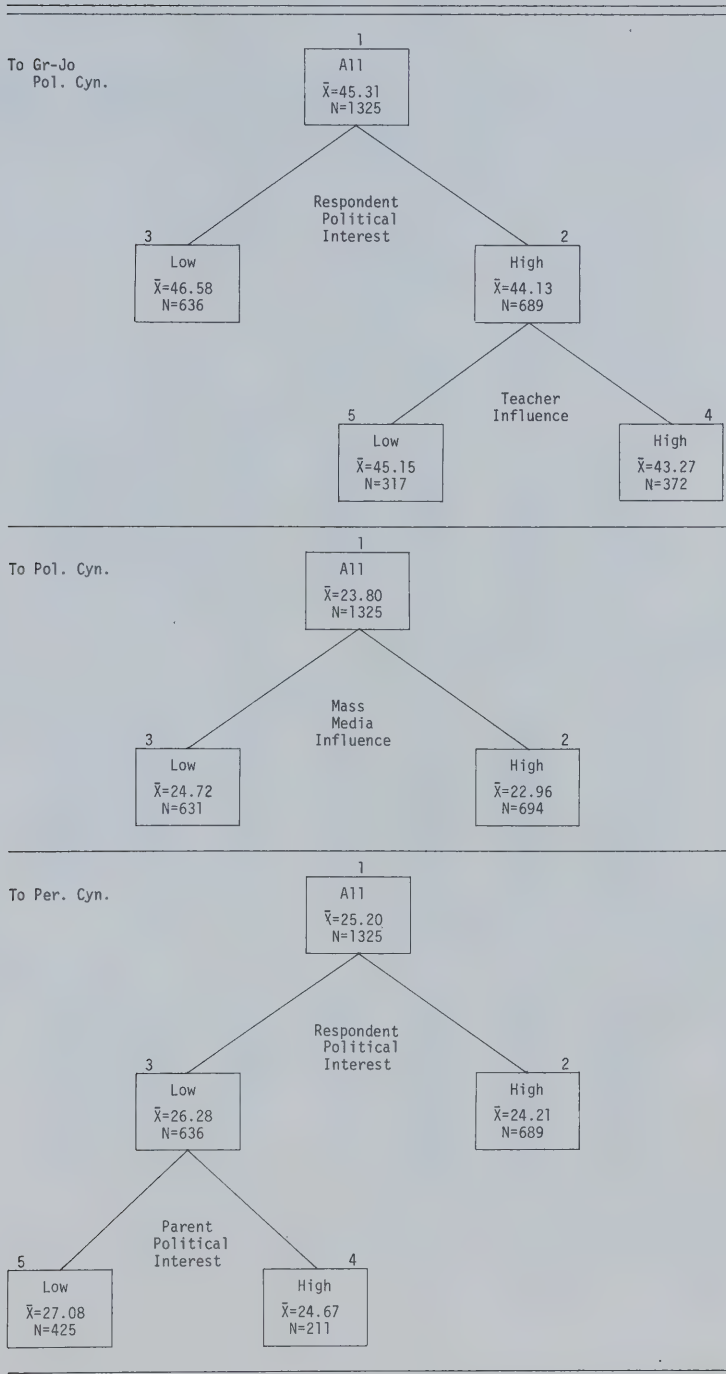 To Gr-Jo
Pol. Cyn.
1
All
X̄=45.31
N=1325
Respondent
Political
Interest
3
Low
X̄=46.58
N=636
2
High
X̄=44.13
N=689
Teacher
Influence
5
Low
X̄=45.15
N=317
4
High
X̄=43.27
N=372
To Pol. Cyn.
1
All
X̄=23.80
N=1325
Mass
Media
Influence
3
Low
X̄=24.72
N=631
2
High
X̄=22.96
N=694
To Per. Cyn.
1
All
X̄=25.20
N=1325
Respondent
Political
Interest
3
Low
X̄=26.28
N=636
2
High
X̄=24.21
N=689
Parent
Political
Interest
5
Low
X̄=27.08
N=425
4
High
X̄=24.67
N=211